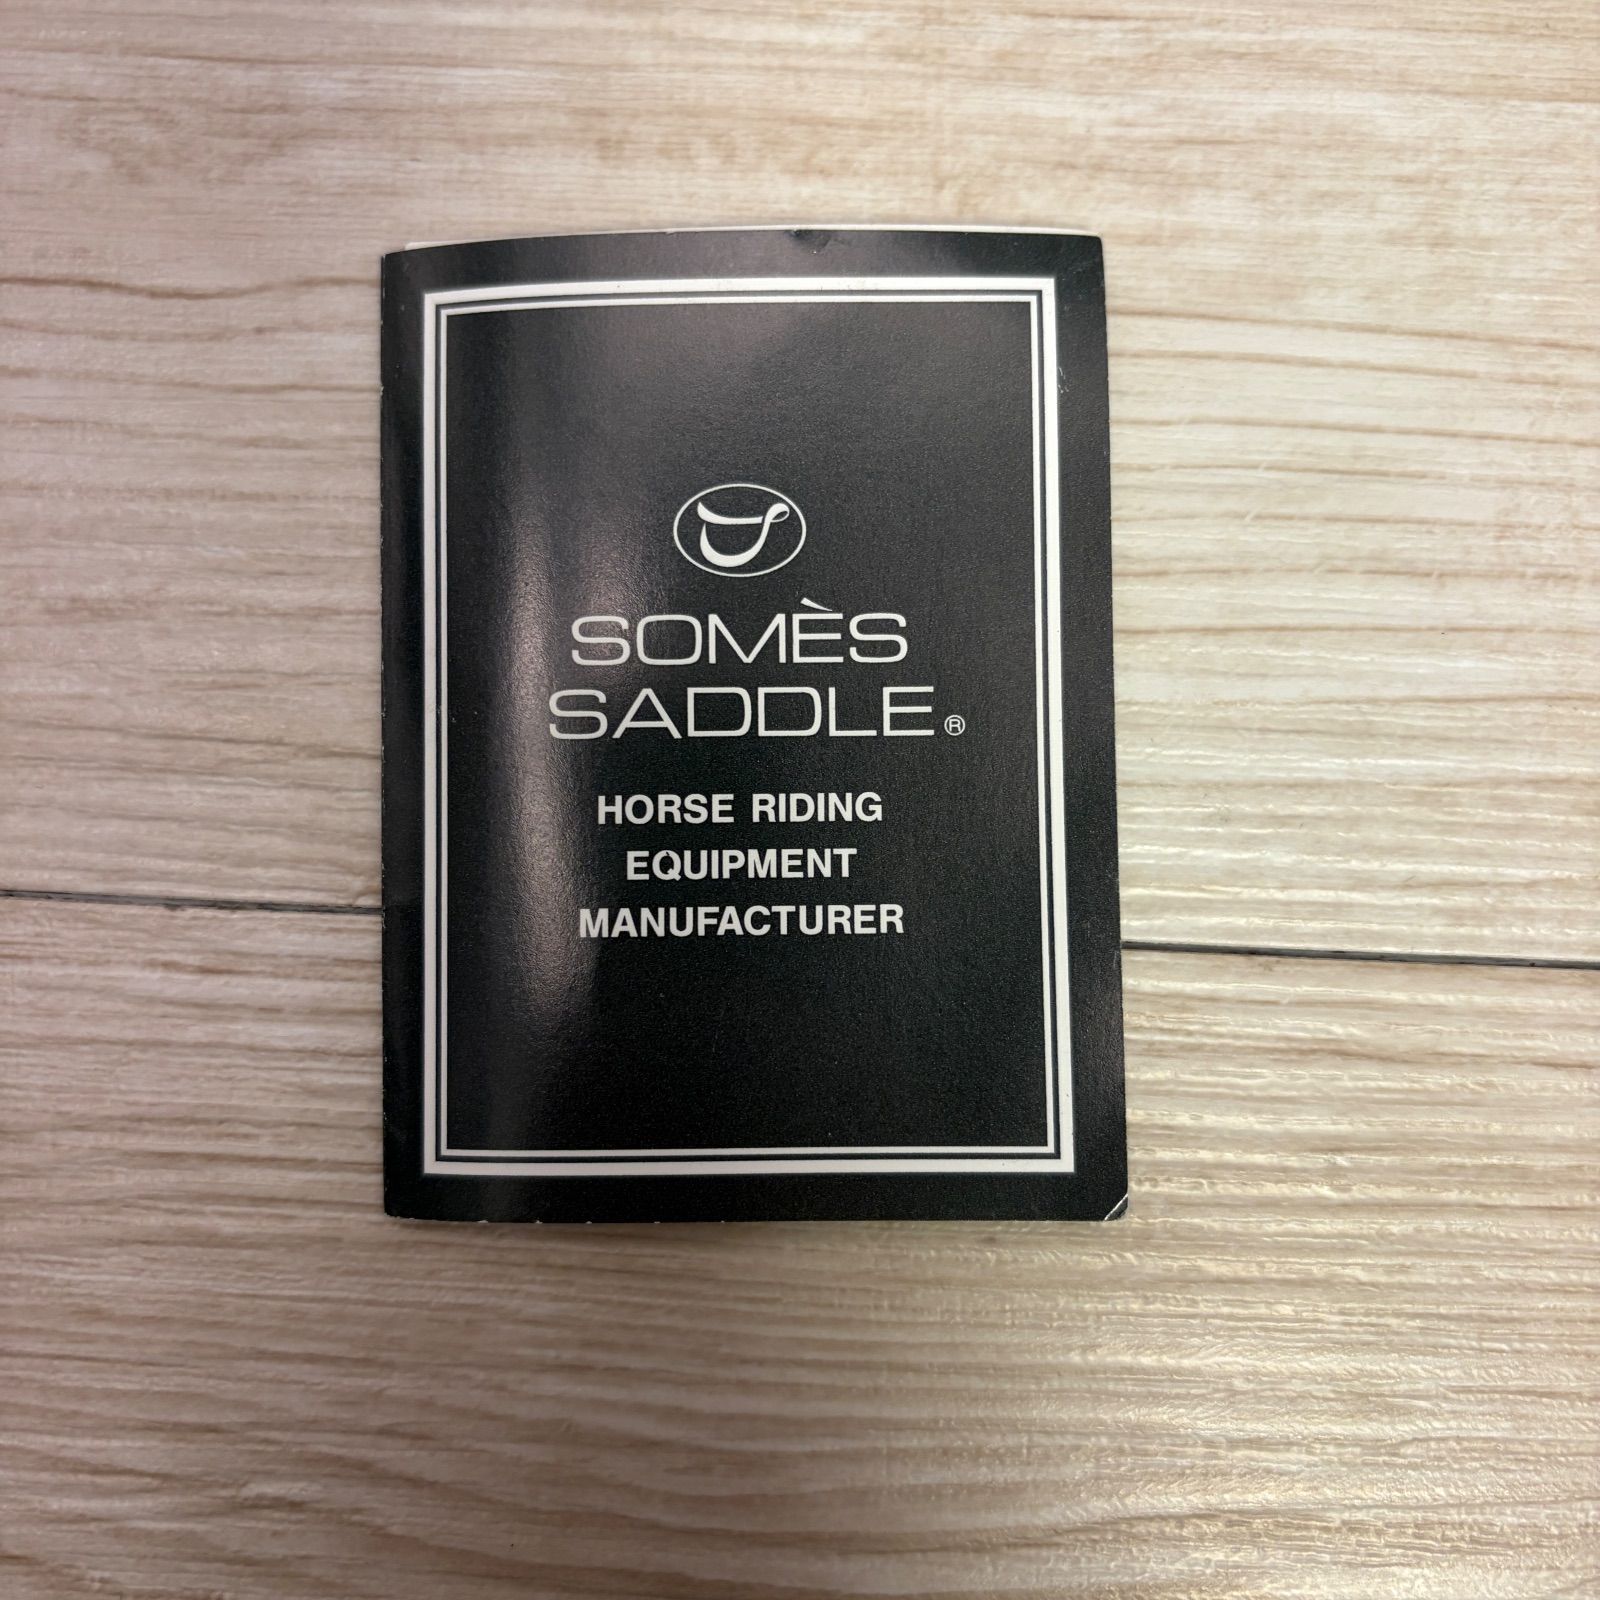 SOMÈS
SADDLE®
HORSE RIDING
EQUIPMENT
MANUFACTURER